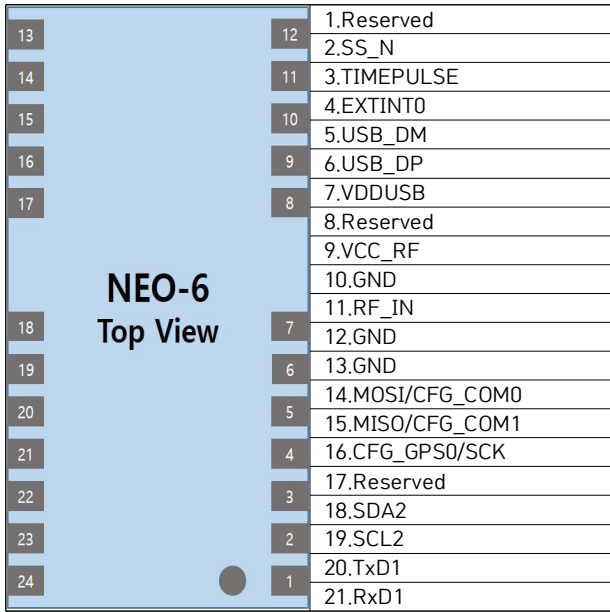 13
14
15
16
17
18
19
20
21
22
23
24
NEO-6
Top View
12
11
10
9
8
7
6
5
4
3
2
1
1.Reserved
2.SS_N
3.TIMEPULSE
4.EXTINT0
5.USB_DM
6.USB_DP
7.VDDUSB
8.Reserved
9.VCC_RF
10.GND
11.RF_IN
12.GND
13.GND
14.MOSI/CFG_COM0
15.MISO/CFG_COM1
16.CFG_GPS0/SCK
17.Reserved
18.SDA2
19.SCL2
20.TxD1
21.RxD1